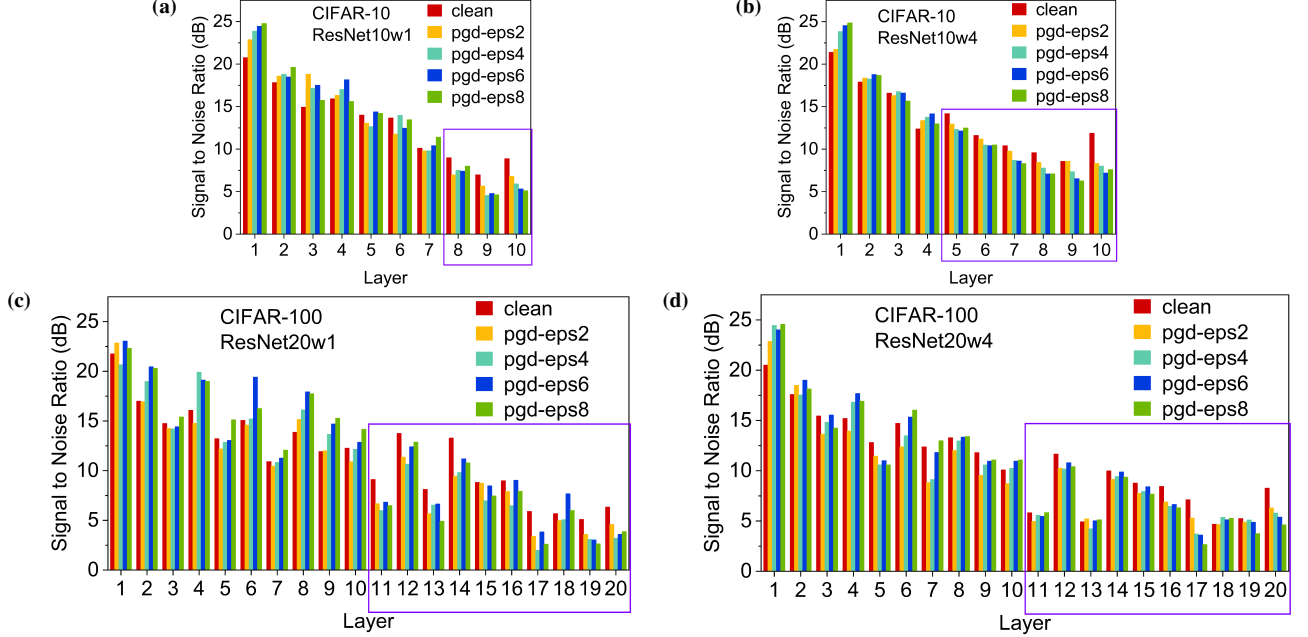 (a)
CIFAR-10
ResNet10w1
clean
pgd-eps2
pgd-eps4
pgd-eps6
pgd-eps8
Signal to Noise Ratio (dB)
25
20
15
10
5
0
1 2 3 4 5 6 7 8 9 10
Layer
(b)
CIFAR-10
ResNet10w4
clean
pgd-eps2
pgd-eps4
pgd-eps6
pgd-eps8
Signal to Noise Ratio (dB)
25
20
15
10
5
0
1 2 3 4 5 6 7 8 9 10
Layer
(c)
CIFAR-100
ResNet20w1
clean
pgd-eps2
pgd-eps4
pgd-eps6
pgd-eps8
Signal to Noise Ratio (dB)
25
20
15
10
5
0
1 2 3 4 5 6 7 8 9 10 11 12 13 14 15 16 17 18 19 20
Layer
(d)
CIFAR-100
ResNet20w4
clean
pgd-eps2
pgd-eps4
pgd-eps6
pgd-eps8
Signal to Noise Ratio (dB)
25
20
15
10
5
0
1 2 3 4 5 6 7 8 9 10 11 12 13 14 15 16 17 18 19 20
Layer